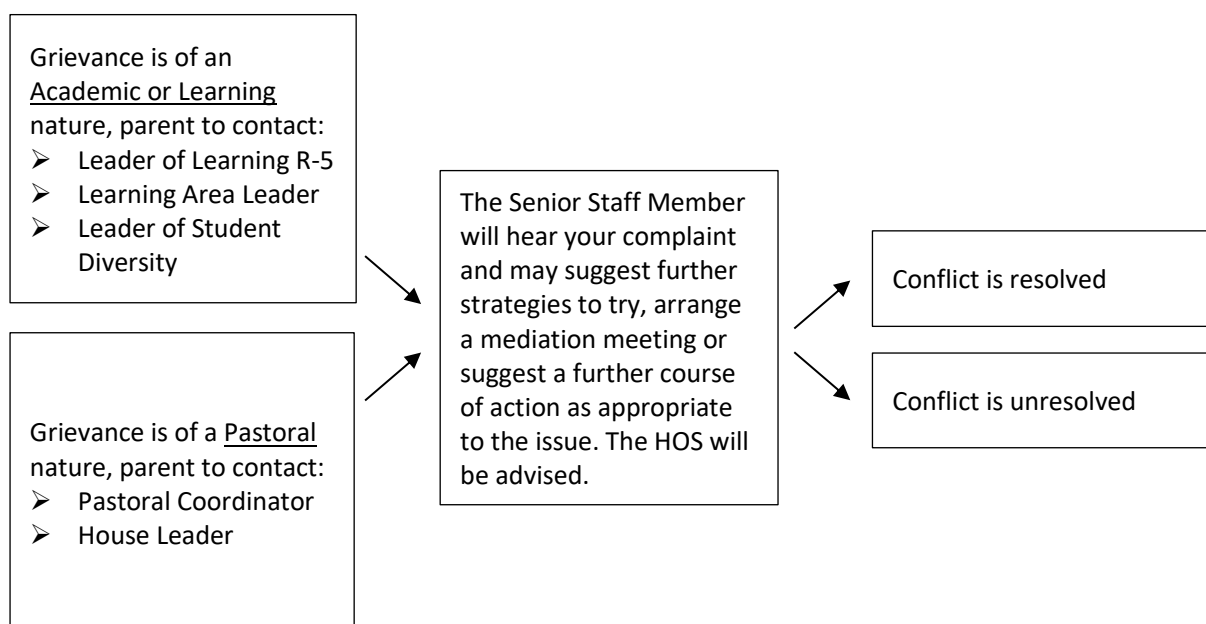 Grievance is of an
Academic or Learning
nature, parent to contact:
➢ Leader of Learning R-5
➢ Learning Area Leader
➢ Leader of Student
Diversity
Grievance is of a Pastoral
nature, parent to contact:
➢ Pastoral Coordinator
➢ House Leader
The Senior Staff Member
will hear your complaint
and may suggest further
strategies to try, arrange
a mediation meeting or
suggest a further course
of action as appropriate
to the issue. The HOS will
be advised.
Conflict is resolved
Conflict is unresolved